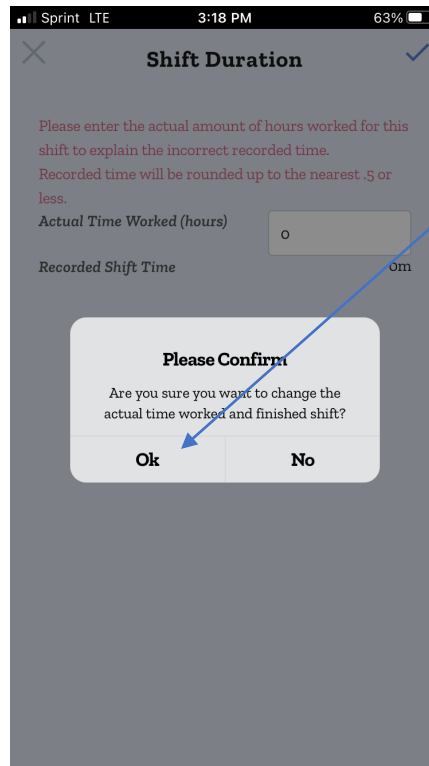 Sprint LTE 3:18 PM 63%
Shift Duration
Please enter the actual amount of hours worked for this
shift to explain the incorrect recorded time.
Recorded time will be rounded up to the nearest .5 or
less.
Actual Time Worked (hours) 0
Recorded Shift Time 0m
Please Confirm
Are you sure you want to change the
actual time worked and finished shift?
Ok No